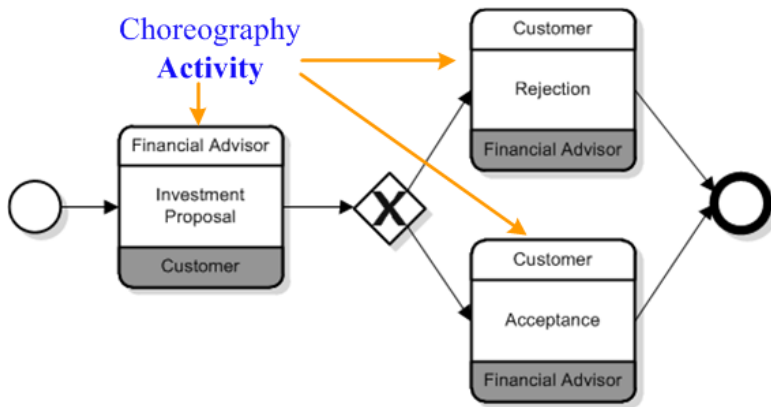 Choreography
Activity
Financial Advisor
Investment
Proposal
Customer
X
Customer
Rejection
Financial Advisor
Customer
Acceptance
Financial Advisor